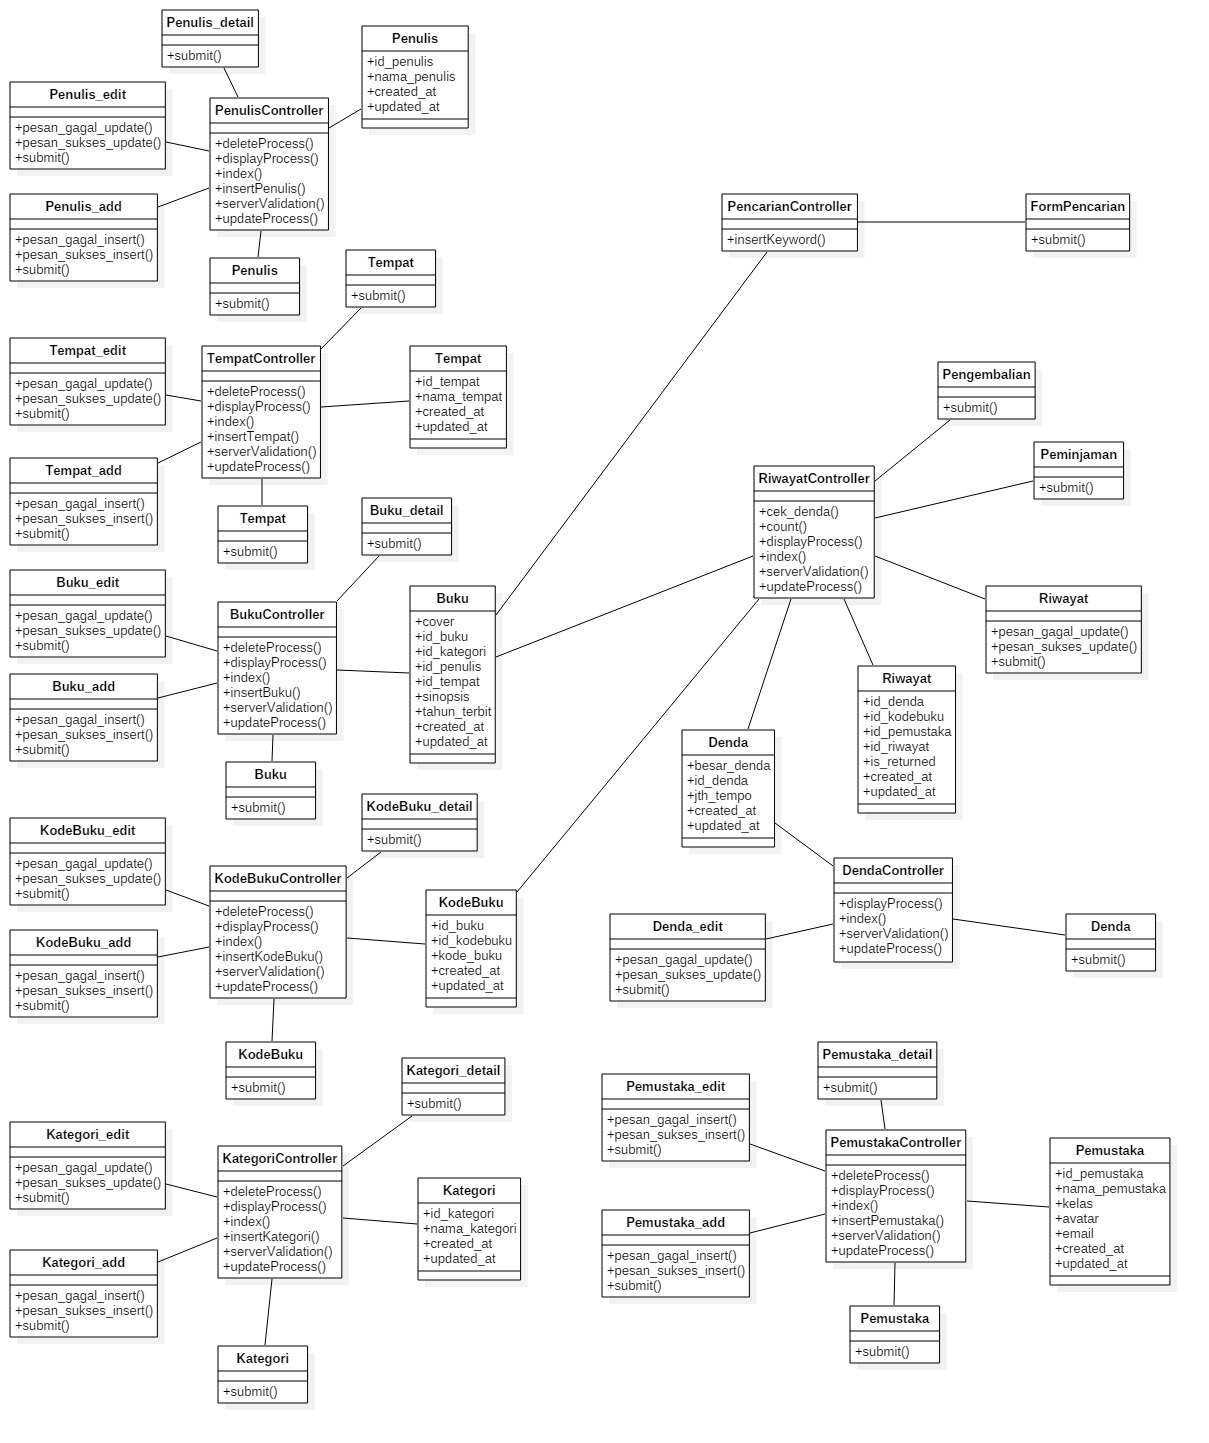 Penulis_detail
+submit()
Penulis
+id_penulis
+nama_penulis
+created_at
+updated_at
Penulis_edit
+pesan_gagal_update()
+pesan_sukses_update()
+submit()
PenulisController
+deleteProcess()
+displayProcess()
+index()
+insertPenulis()
+serverValidation()
+updateProcess()
Penulis_add
+pesan_gagal_insert()
+pesan_sukses_insert()
+submit()
Penulis
+submit()
PencarianController
+insertKeyword()
FormPencarian
+submit()
Tempat
+submit()
Tempat_edit
+pesan_gagal_update()
+pesan_sukses_update()
+submit()
TempatController
+deleteProcess()
+displayProcess()
+index()
+insertTempat()
+serverValidation()
+updateProcess()
Tempat
+id_tempat
+nama_tempat
+created_at
+updated_at
Tempat_add
+pesan_gagal_insert()
+pesan_sukses_insert()
+submit()
Tempat
+submit()
Pengembalian
+submit()
Peminjaman
+submit()
RiwayatController
+cek_denda()
+count()
+displayProcess()
+index()
+serverValidation()
+updateProcess()
Buku_detail
+submit()
Buku_edit
+pesan_gagal_update()
+pesan_sukses_update()
+submit()
BukuController
+deleteProcess()
+displayProcess()
+index()
+insertBuku()
+serverValidation()
+updateProcess()
Buku
+cover
+id_buku
+id_kategori
+id_penulis
+id_tempat
+sinopsis
+tahun_terbit
+created_at
+updated_at
Riwayat
+pesan_gagal_update()
+pesan_sukses_update()
+submit()
Buku_add
+pesan_gagal_insert()
+pesan_sukses_insert()
+submit()
Riwayat
+id_denda
+id_kodebuku
+id_pemustaka
+id_riwayat
+is_returned
+created_at
+updated_at
Buku
+submit()
Denda
+besar_denda
+id_denda
+jth_tempo
+created_at
+updated_at
KodeBuku_detail
+submit()
KodeBuku_edit
+pesan_gagal_update()
+pesan_sukses_update()
+submit()
KodeBukuController
+deleteProcess()
+displayProcess()
+index()
+insertKodeBuku()
+serverValidation()
+updateProcess()
KodeBuku
+id_buku
+id_kodebuku
+kode_buku
+created_at
+updated_at
DendaController
+displayProcess()
+index()
+serverValidation()
+updateProcess()
Denda_edit
+pesan_gagal_update()
+pesan_sukses_update()
+submit()
Denda
+submit()
KodeBuku_add
+pesan_gagal_insert()
+pesan_sukses_insert()
+submit()
KodeBuku
+submit()
Kategori_detail
+submit()
Pemustaka_detail
+submit()
Pemustaka_edit
+pesan_gagal_insert()
+pesan_sukses_insert()
+submit()
Kategori_edit
+pesan_gagal_update()
+pesan_sukses_update()
+submit()
KategoriController
+deleteProcess()
+displayProcess()
+index()
+insertKategori()
+serverValidation()
+updateProcess()
Kategori
+id_kategori
+nama_kategori
+created_at
+updated_at
PemustakaController
+deleteProcess()
+displayProcess()
+index()
+insertPemustaka()
+serverValidation()
+updateProcess()
Pemustaka
+id_pemustaka
+nama_pemustaka
+kelas
+avatar
+email
+created_at
+updated_at
Pemustaka_add
+pesan_gagal_insert()
+pesan_sukses_insert()
+submit()
Kategori_add
+pesan_gagal_insert()
+pesan_sukses_insert()
+submit()
Pemustaka
+submit()
Kategori
+submit()